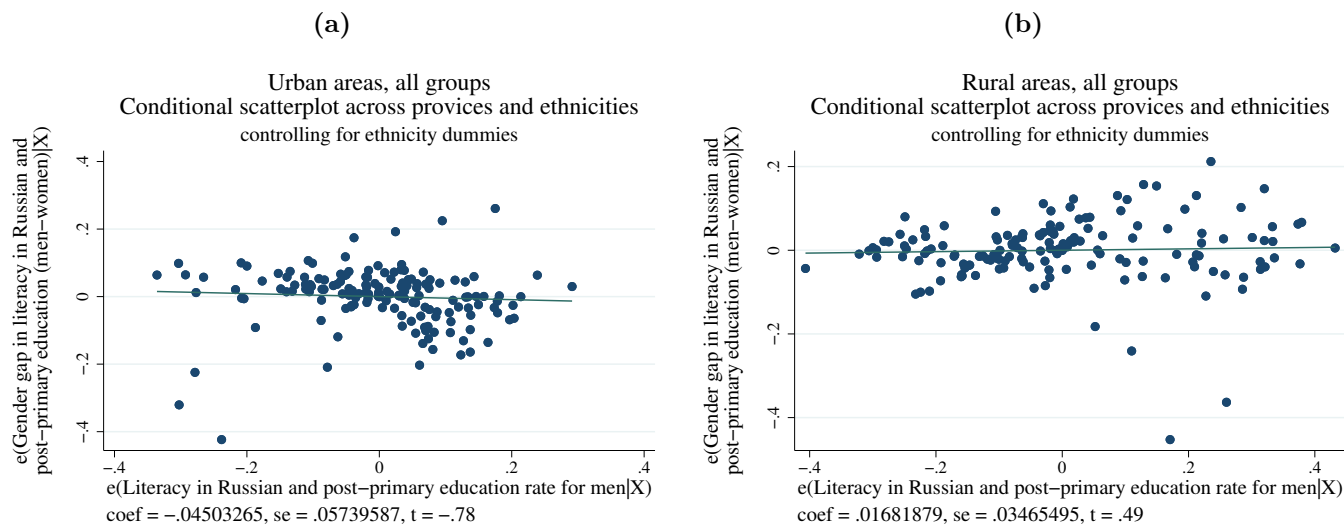 (a)
Urban areas, all groups
Conditional scatterplot across provices and ethnicities
controlling for ethnicity dummies
e(Gender gap in literacy in Russian and
post−primary education (men−women)|X)
.4
.2
0
−.2
−.4
−.4 −.2 0 .2 .4
e(Literacy in Russian and post−primary education rate for men|X)
coef = −.04503265, se = .05739587, t = −.78
(b)
Rural areas, all groups
Conditional scatterplot across provices and ethnicities
controlling for ethnicity dummies
e(Gender gap in literacy in Russian and
post−primary education (men−women)|X)
.2
0
−.2
−.4
−.4 −.2 0 .2 .4
e(Literacy in Russian and post−primary education rate for men|X)
coef = .01681879, se = .03465495, t = .49